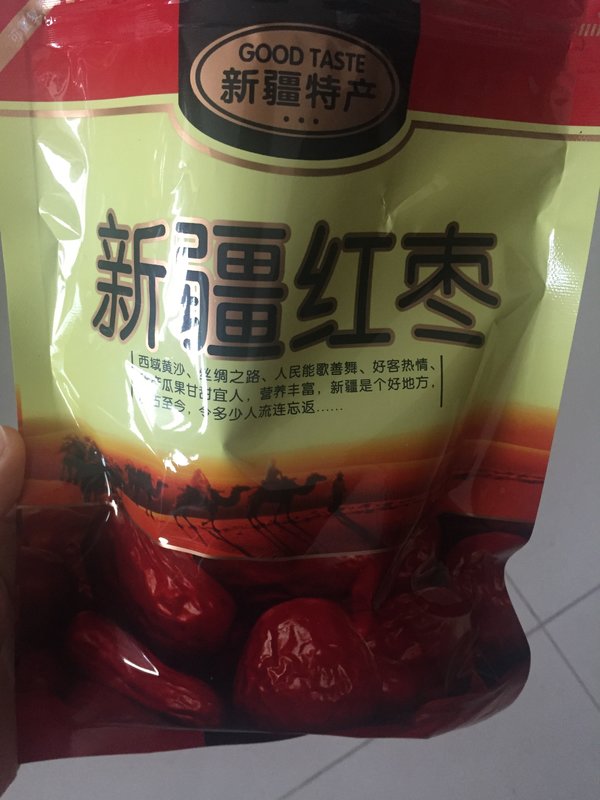 GOOD TASTE
新疆特产
新疆红枣
西域黄沙、丝绸之路、人民能歌善舞、好客热情、
瓜果甘甜宜人，营养丰富，新疆是个好地方，
古至今，令多少人流连忘返……